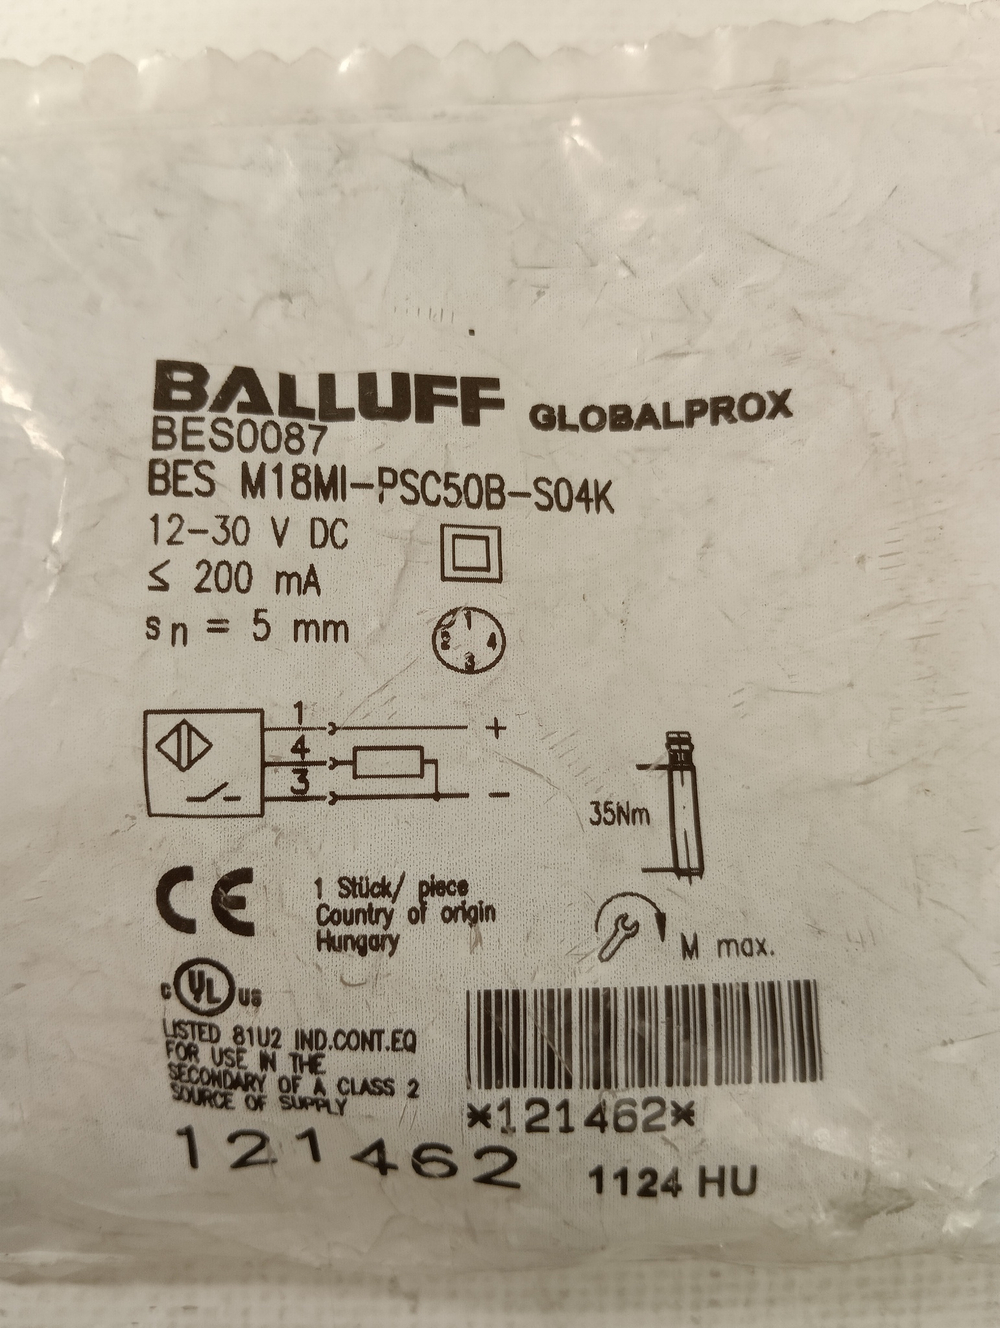 BALLUFF GLOBALPROX
BES0087
BES M18MI-PSC50B-S04K
12-30 V DC
≤ 200 mA
sn = 5 mm
1
2 4
3
1 +
4
3 -
35Nm
CE
1 Stück/ piece
Country of origin
Hungary
M max.
c UL us
LISTED 81U2 IND.CONT.EQ
FOR USE IN THE
SECONDARY OF A CLASS 2
SOURCE OF SUPPLY
*121462*
121462
1124 HU